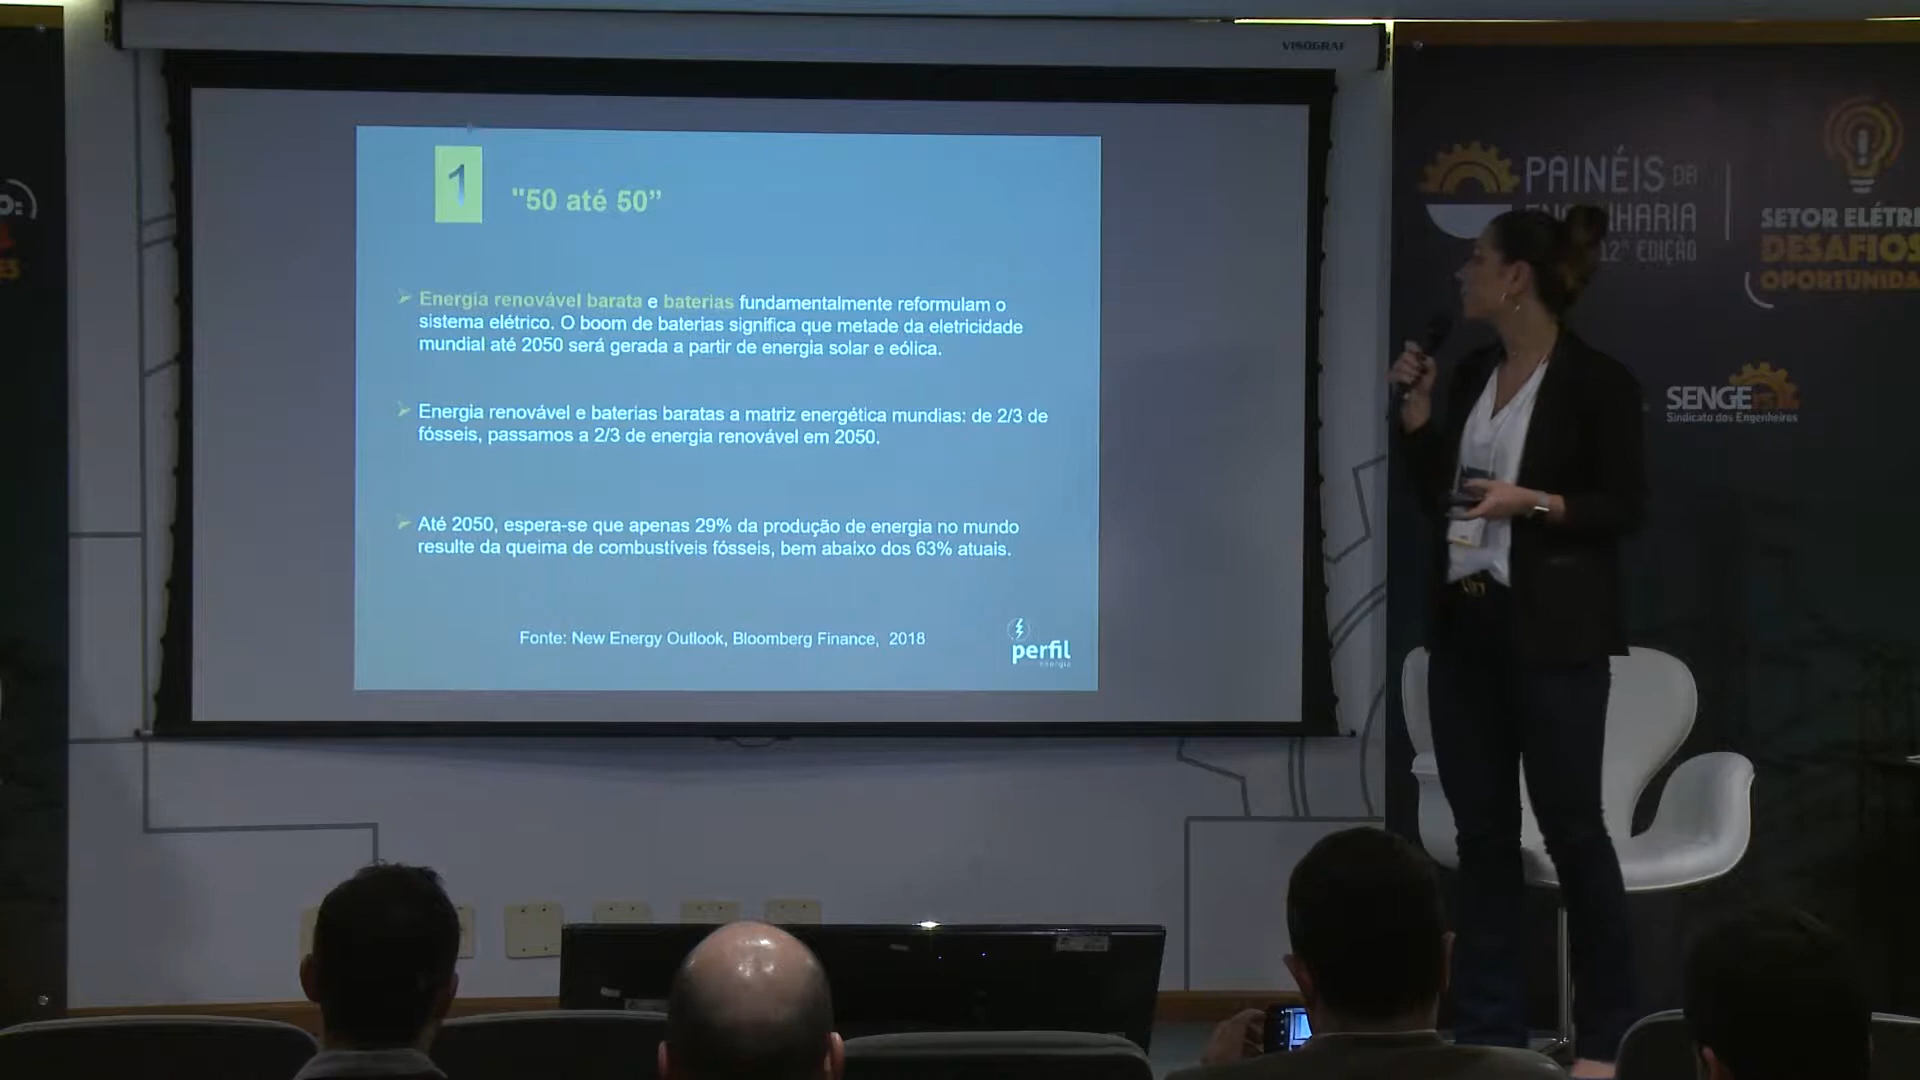 VISOGRAF
1
"50 até 50”
Energia renovável barata e baterias fundamentalmente reformulam o
sistema elétrico. O boom de baterias significa que metade da eletricidade
mundial até 2050 será gerada a partir de energia solar e eólica.
Energia renovável e baterias baratas a matriz energética mundias: de 2/3 de
fósseis, passamos a 2/3 de energia renovável em 2050.
Até 2050, espera-se que apenas 29% da produção de energia no mundo
resulte da queima de combustíveis fósseis, bem abaixo dos 63% atuais.
Fonte: New Energy Outlook, Bloomberg Finance, 2018
perfil
energia
PAINÉIS DA
12ª EDIÇÃO
SETOR ELÉTRI
DESAFIOS
OPORTUNIDA
SENGE
Sindicato dos Engenheiros